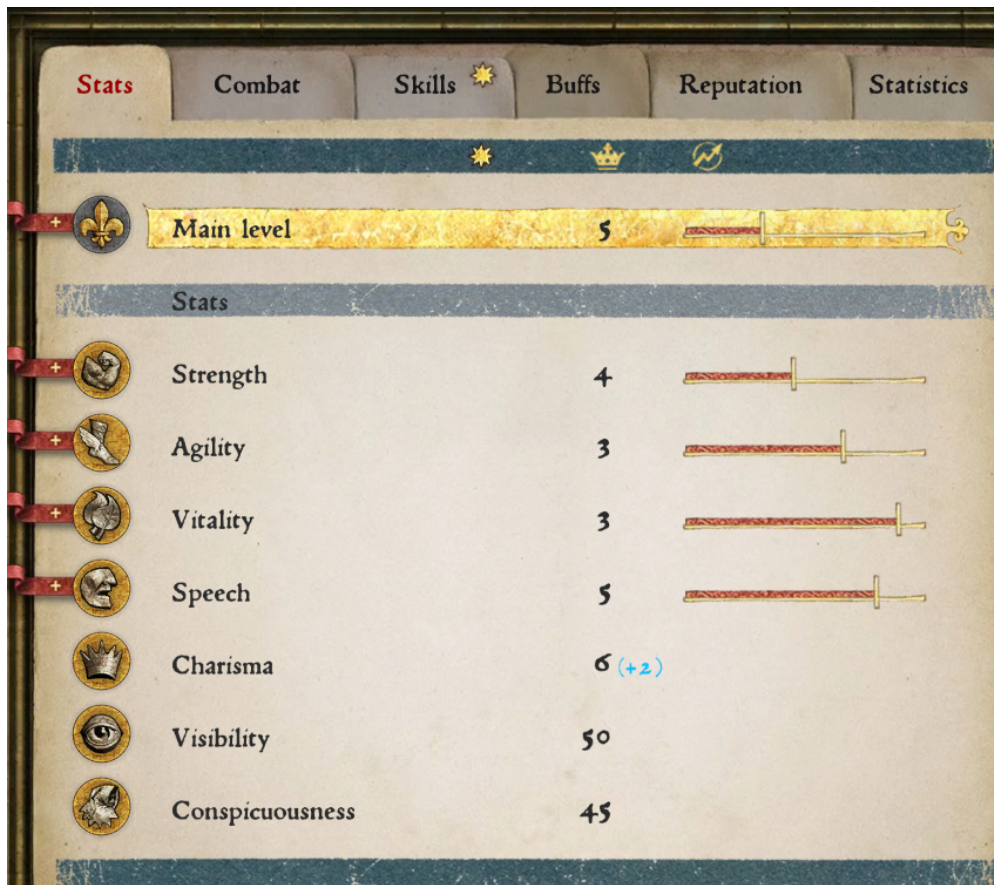 Stats Combat Skills Buffs Reputation Statistics
Main level 5
Stats
Strength 4
Agility 3
Vitality 3
Speech 5
Charisma 6 (+2)
Visibility 50
Conspicuousness 45